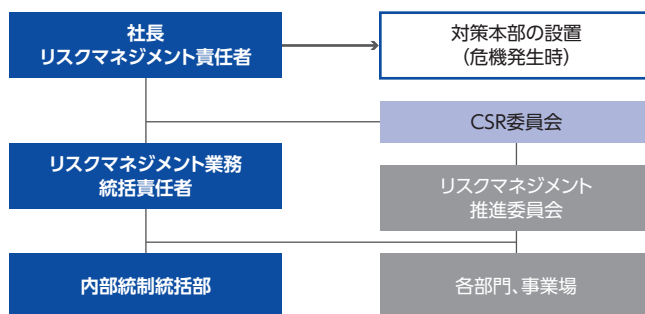 社長
リスクマネジメント責任者
対策本部の設置
(危機発生時)
CSR委員会
リスクマネジメント業務
統括責任者
リスクマネジメント
推進委員会
内部統制統括部
各部門、事業場